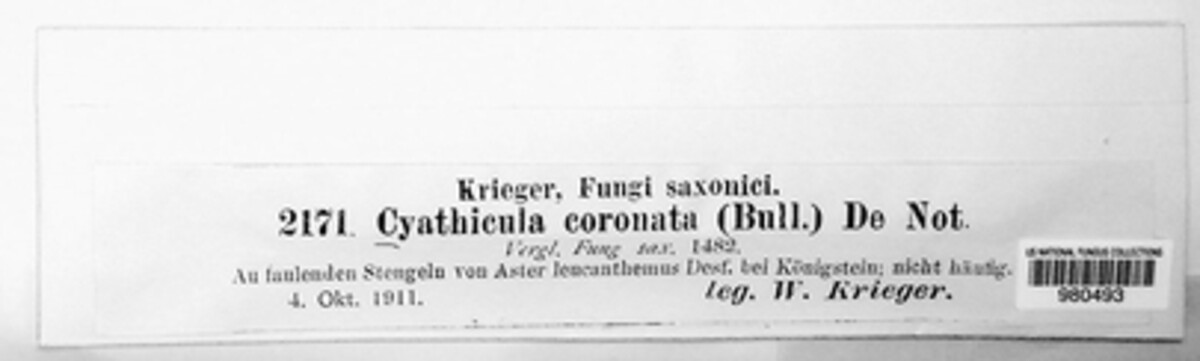 Krieger, Fungi saxonici.
2171. Cyathicula coronata (Bull.) De Not.
Vergl. Fung sax. 1482.
An faulenden Stengeln von Aster leucanthemus Desf. bei Königstein; nicht häufig.
4. Okt. 1911.
leg. W. Krieger.
US NATIONAL FUNGUS COLLECTIONS
980493